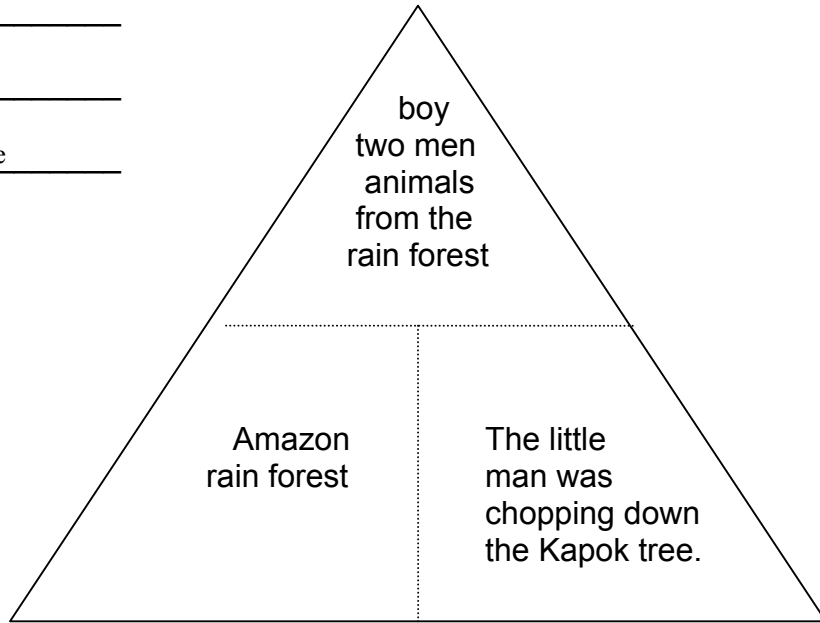 e
boy
two men
animals
from the
rain forest
Amazon
rain forest
The little
man was
chopping down
the Kapok tree.